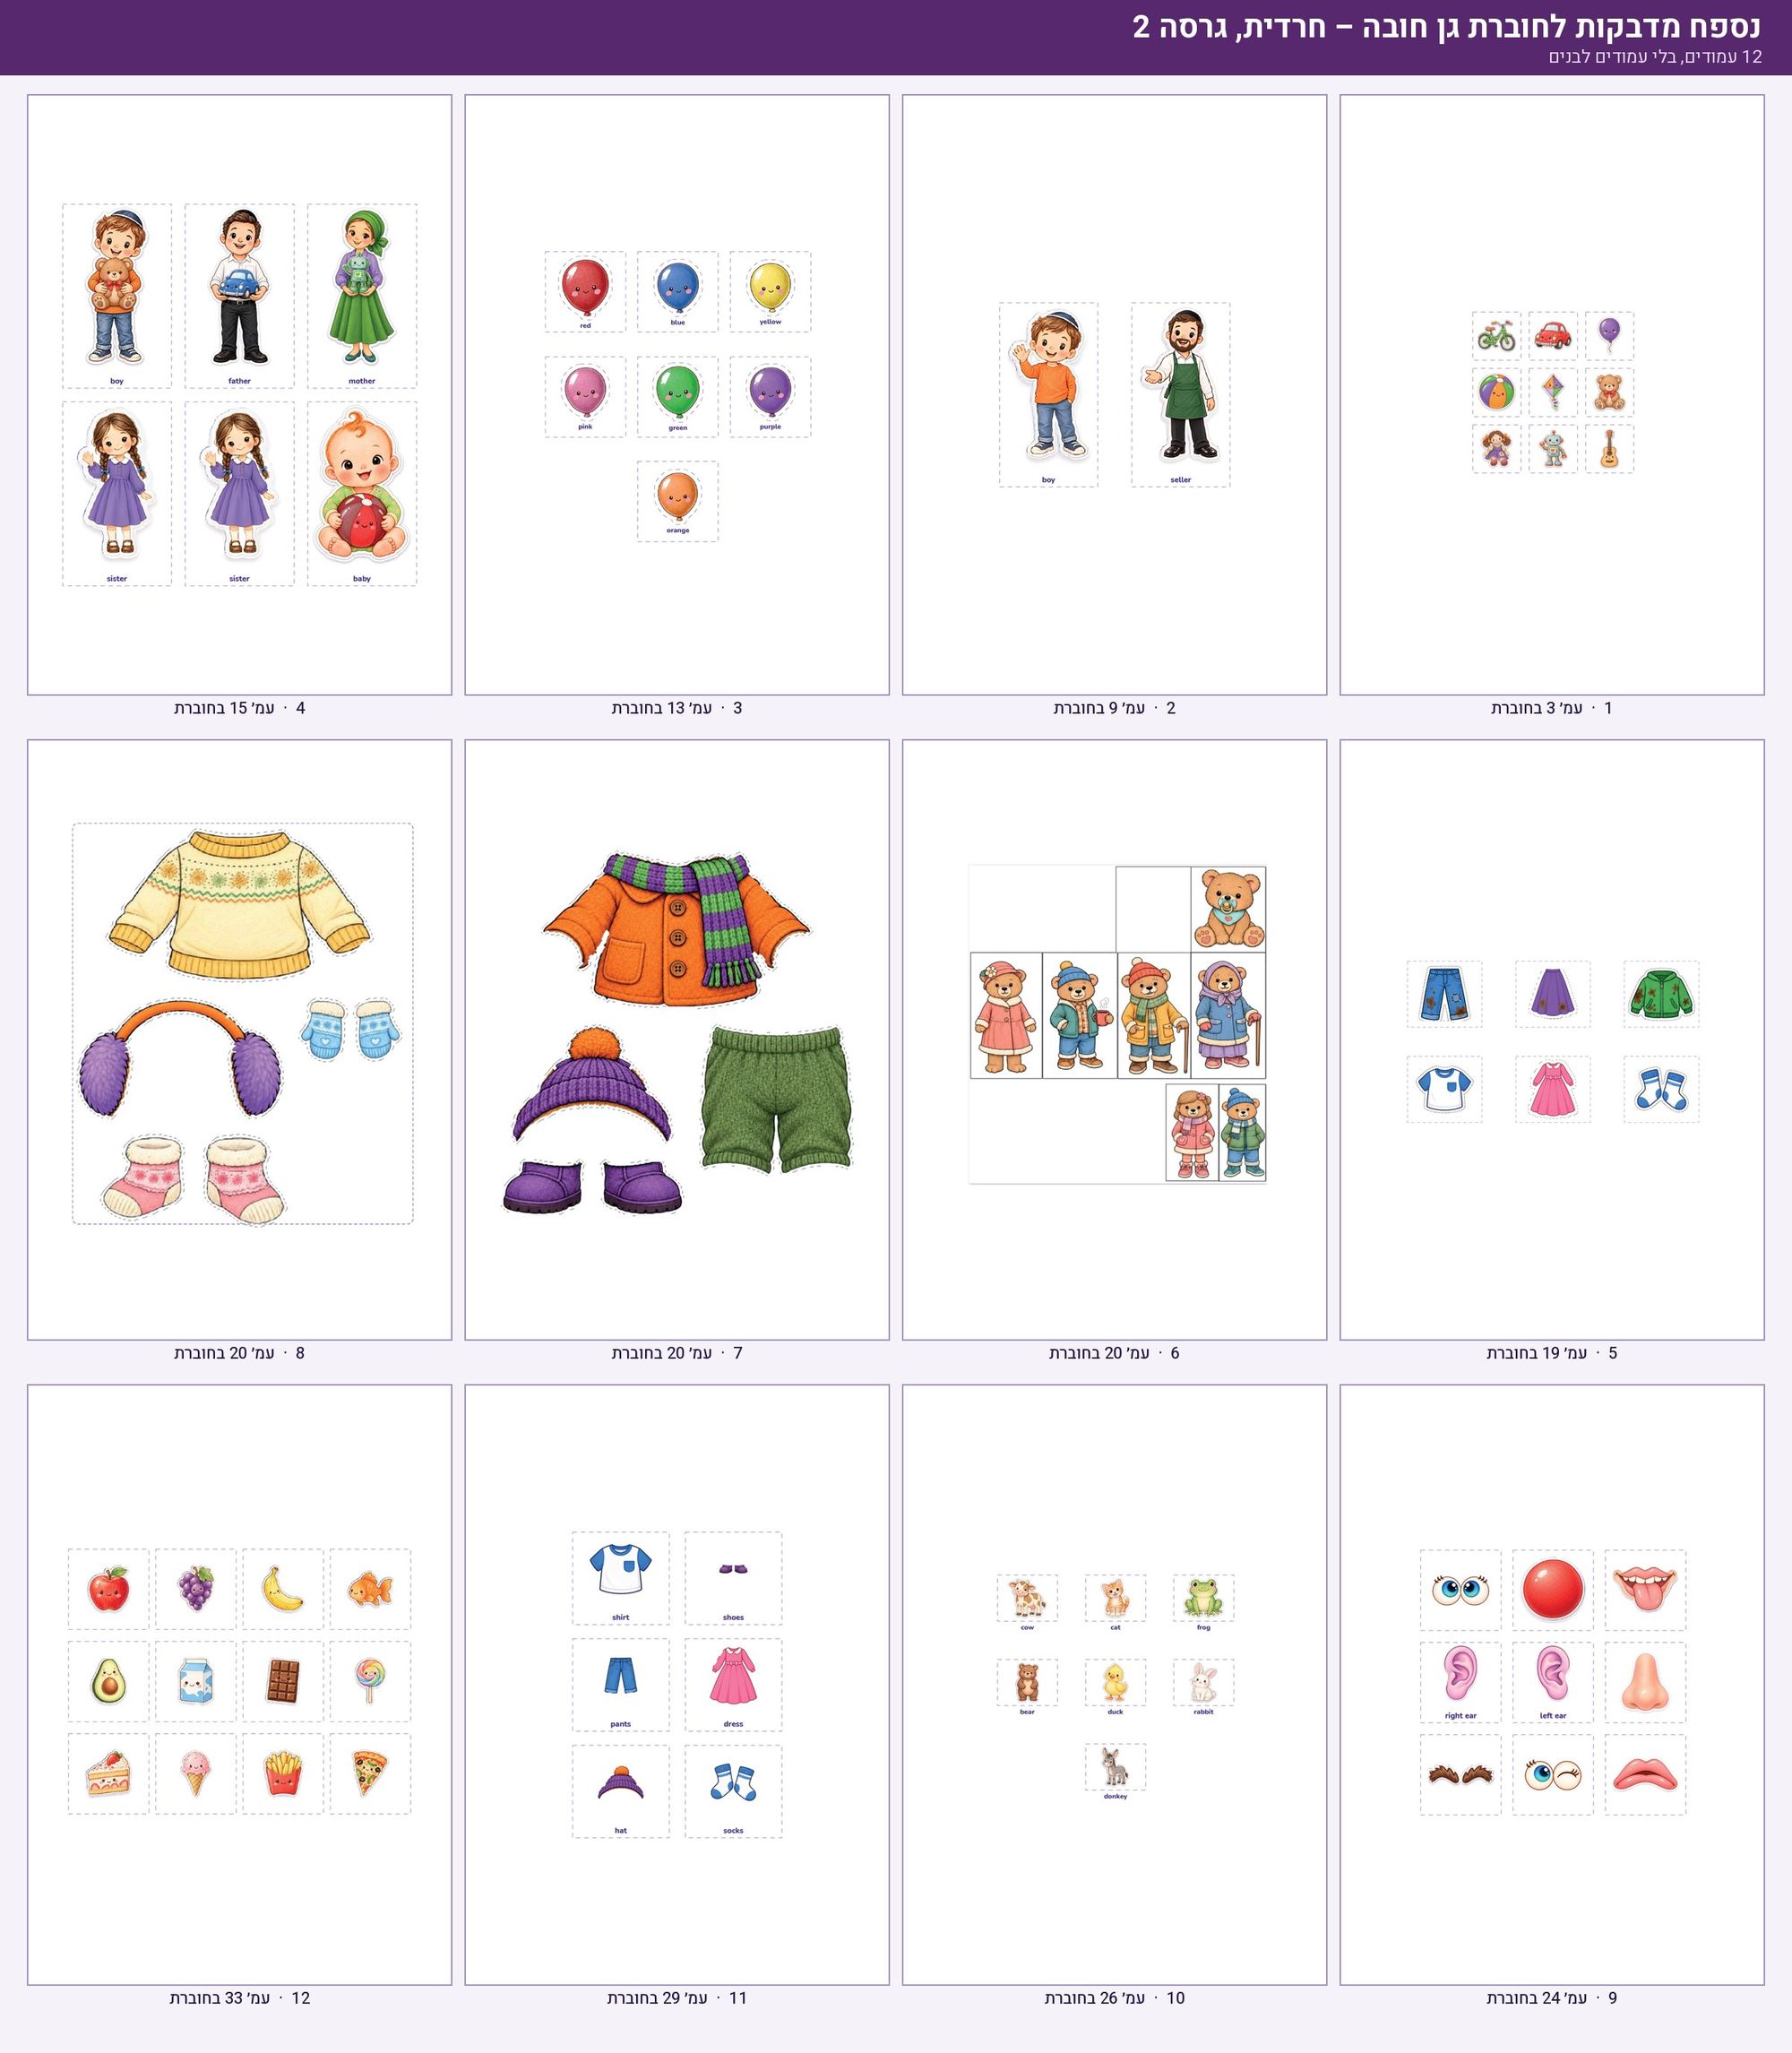 נספח מדבקות לחוברת גן חובה – חרדית, גרסה 2
12 עמודים, בלי עמודים לבנים
1 · עמ׳ 3 בחוברת
boy
seller
2 · עמ׳ 9 בחוברת
red
blue
yellow
pink
green
purple
orange
3 · עמ׳ 13 בחוברת
boy
father
mother
sister
sister
baby
4 · עמ׳ 15 בחוברת
5 · עמ׳ 19 בחוברת
6 · עמ׳ 20 בחוברת
7 · עמ׳ 20 בחוברת
8 · עמ׳ 20 בחוברת
right ear
left ear
9 · עמ׳ 24 בחוברת
cow
cat
frog
bear
duck
rabbit
donkey
10 · עמ׳ 26 בחוברת
shirt
shoes
pants
dress
hat
socks
11 · עמ׳ 29 בחוברת
12 · עמ׳ 33 בחוברת